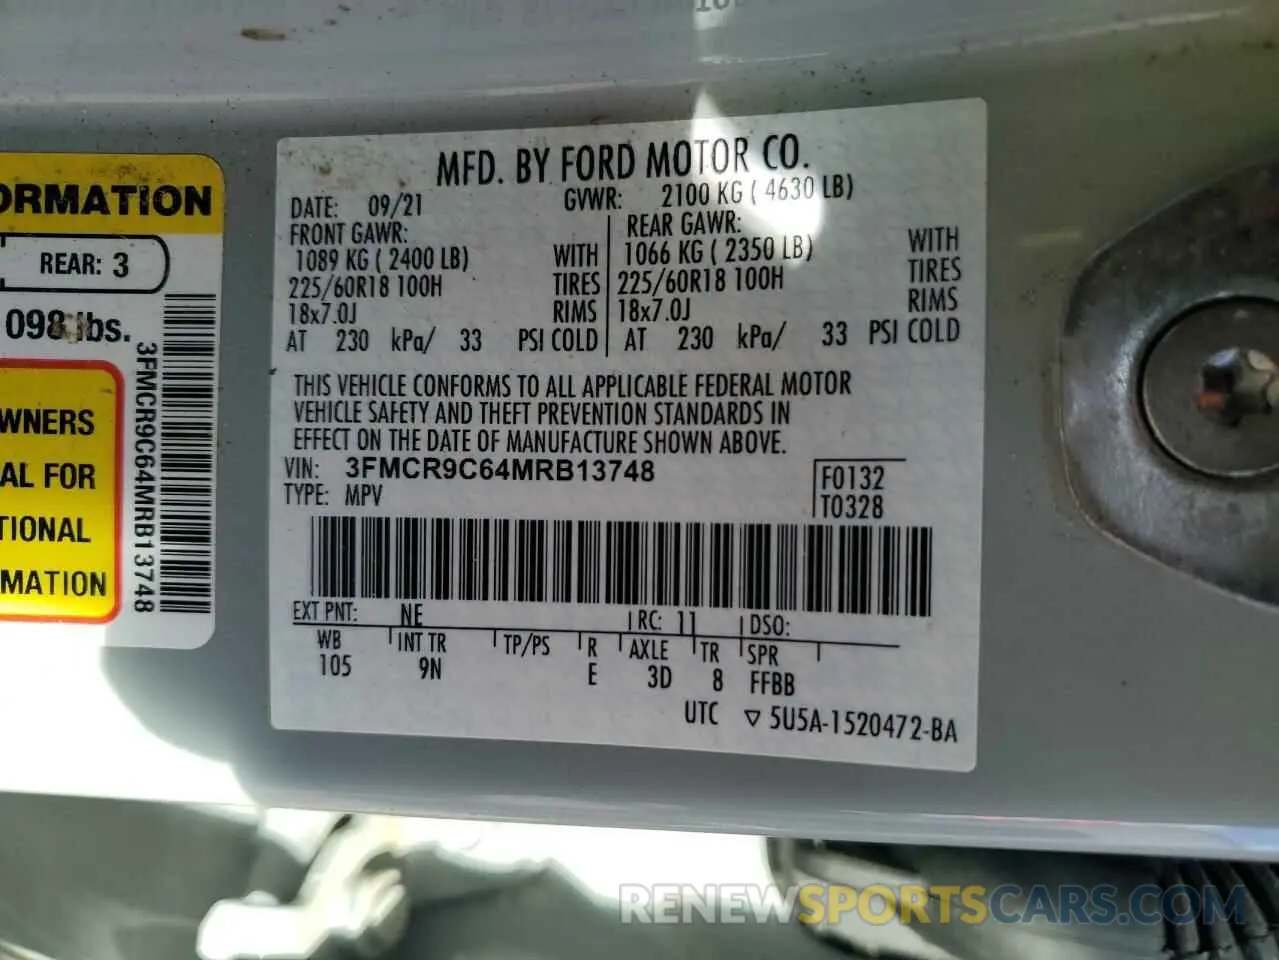 ORMATION
REAR: 3
098 lbs.
3FMCR9C64MRB13748
WNERS
AL FOR
TIONAL
MATION
MFD. BY FORD MOTOR CO.
DATE: 09/21 GVWR: 2100 KG ( 4630 LB)
FRONT GAWR: REAR GAWR:
1089 KG ( 2400 LB) WITH 1066 KG ( 2350 LB) WITH
225/60R18 100H TIRES 225/60R18 100H TIRES
18x7.0J RIMS 18x7.0J RIMS
AT 230 kPa/ 33 PSI COLD AT 230 kPa/ 33 PSI COLD
THIS VEHICLE CONFORMS TO ALL APPLICABLE FEDERAL MOTOR
VEHICLE SAFETY AND THEFT PREVENTION STANDARDS IN
EFFECT ON THE DATE OF MANUFACTURE SHOWN ABOVE.
VIN: 3FMCR9C64MRB13748 F0132
TYPE: MPV T0328
EXT PNT: NE RC: 11 DSO:
WB INT TR TP/PS R AXLE TR SPR
105 9N E 3D 8 FFBB
UTC ▽ 5U5A-1520472-BA
RENEWSPORTSCARS.COM